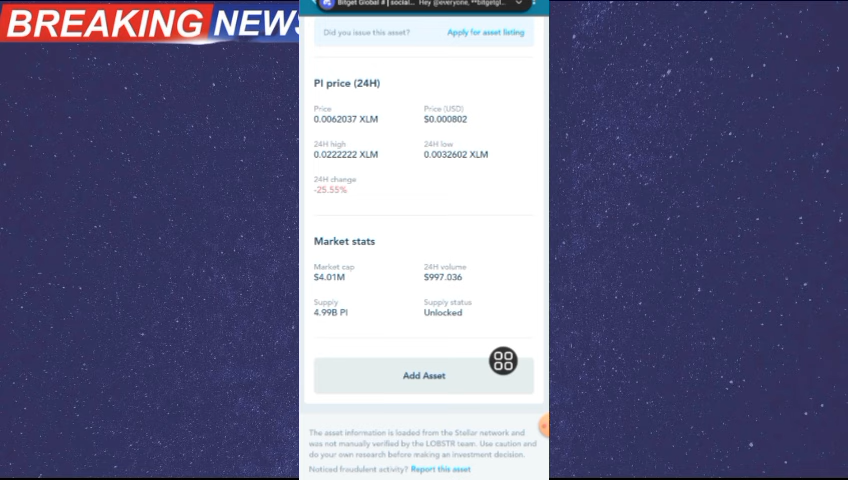 BREAKING NEWS
Bitget Global # | social... Hey @everyone, **bitgetgl...
Did you issue this asset? Apply for asset listing
PI price (24H)
Price Price (USD)
0.0062037 XLM $0.000802
24H high 24H low
0.0222222 XLM 0.0032602 XLM
24H change
-25.55%
Market stats
Market cap 24H volume
$4.01M $997.036
Supply Supply status
4.99B PI Unlocked
Add Asset
The asset information is loaded from the Stellar network and
was not manually verified by the LOBSTR team. Use caution and
do your own research before making an investment decision.
Noticed fraudulent activity? Report this asset